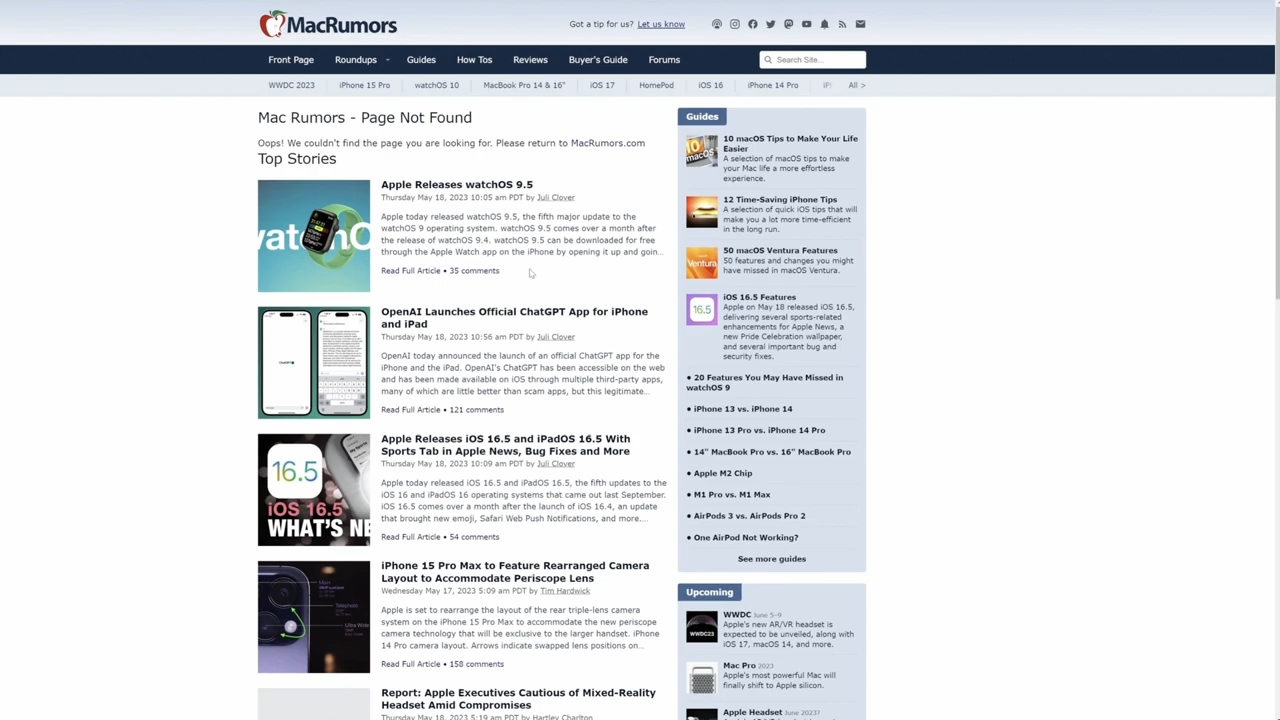 MacRumors
Got a tip for us? Let us know
Front Page Roundups Guides How Tos Reviews Buyer's Guide Forums Search Site...
WWDC 2023 iPhone 15 Pro watchOS 10 MacBook Pro 14 & 16" iOS 17 HomePod iOS 16 iPhone 14 Pro All >
Mac Rumors - Page Not Found
Oops! We couldn't find the page you are looking for. Please return to MacRumors.com
Top Stories
watchO
Apple Releases watchOS 9.5
Thursday May 18, 2023 10:05 am PDT by Juli Clover
Apple today released watchOS 9.5, the fifth major update to the
watchOS 9 operating system. watchOS 9.5 comes over a month after
the release of watchOS 9.4. watchOS 9.5 can be downloaded for free
through the Apple Watch app on the iPhone by opening it up and goin...
Read Full Article • 35 comments
OpenAI Launches Official ChatGPT App for iPhone
and iPad
Thursday May 18, 2023 10:56 am PDT by Juli Clover
OpenAI today announced the launch of an official ChatGPT app for the
iPhone and the iPad. OpenAI's ChatGPT has been accessible on the web
and has been made available on iOS through multiple third-party apps,
many of which are little better than scam apps, but this legitimate...
Read Full Article • 121 comments
16.5
iOS 16.5
WHAT'S NE
Apple Releases iOS 16.5 and iPadOS 16.5 With
Sports Tab in Apple News, Bug Fixes and More
Thursday May 18, 2023 10:09 am PDT by Juli Clover
Apple today released iOS 16.5 and iPadOS 16.5, the fifth updates to the
iOS 16 and iPadOS 16 operating systems that came out last September.
iOS 16.5 comes over a month after the launch of iOS 16.4, an update
that brought new emoji, Safari Web Push Notifications, and more....
Read Full Article • 54 comments
iPhone 15 Pro Max to Feature Rearranged Camera
Layout to Accommodate Periscope Lens
Wednesday May 17, 2023 5:09 am PDT by Tim Hardwick
Apple is set to rearrange the layout of the rear triple-lens camera
system on the iPhone 15 Pro Max to accommodate the new periscope
camera technology that will be exclusive to the larger handset. iPhone
14 Pro camera layout. Arrows indicate swapped lens positions on...
Read Full Article • 158 comments
Report: Apple Executives Cautious of Mixed-Reality
Headset Amid Compromises
Thursday May 18, 2023 5:19 am PDT by Hartley Charlton
Guides
10 macOS Tips to Make Your Life
Easier
A selection of macOS tips to make
your Mac life a more effortless
experience.
12 Time-Saving iPhone Tips
A selection of quick iOS tips that will
make you a lot more time-efficient
in the long run.
Ventura
50 macOS Ventura Features
50 features and changes you might
have missed in macOS Ventura.
16.5
iOS 16.5 Features
Apple on May 18 released iOS 16.5,
delivering several sports-related
enhancements for Apple News, a
new Pride Celebration wallpaper,
and several important bug and
security fixes.
• 20 Features You May Have Missed in
watchOS 9
• iPhone 13 vs. iPhone 14
• iPhone 13 Pro vs. iPhone 14 Pro
• 14" MacBook Pro vs. 16" MacBook Pro
• Apple M2 Chip
• M1 Pro vs. M1 Max
• AirPods 3 vs. AirPods Pro 2
• One AirPod Not Working?
See more guides
Upcoming
WWDC23
WWDC June 5-9
Apple's new AR/VR headset is
expected to be unveiled, along with
iOS 17, macOS 14, and more.
Mac Pro 2023
Apple's most powerful Mac will
finally shift to Apple silicon.
Apple Headset June 2023?